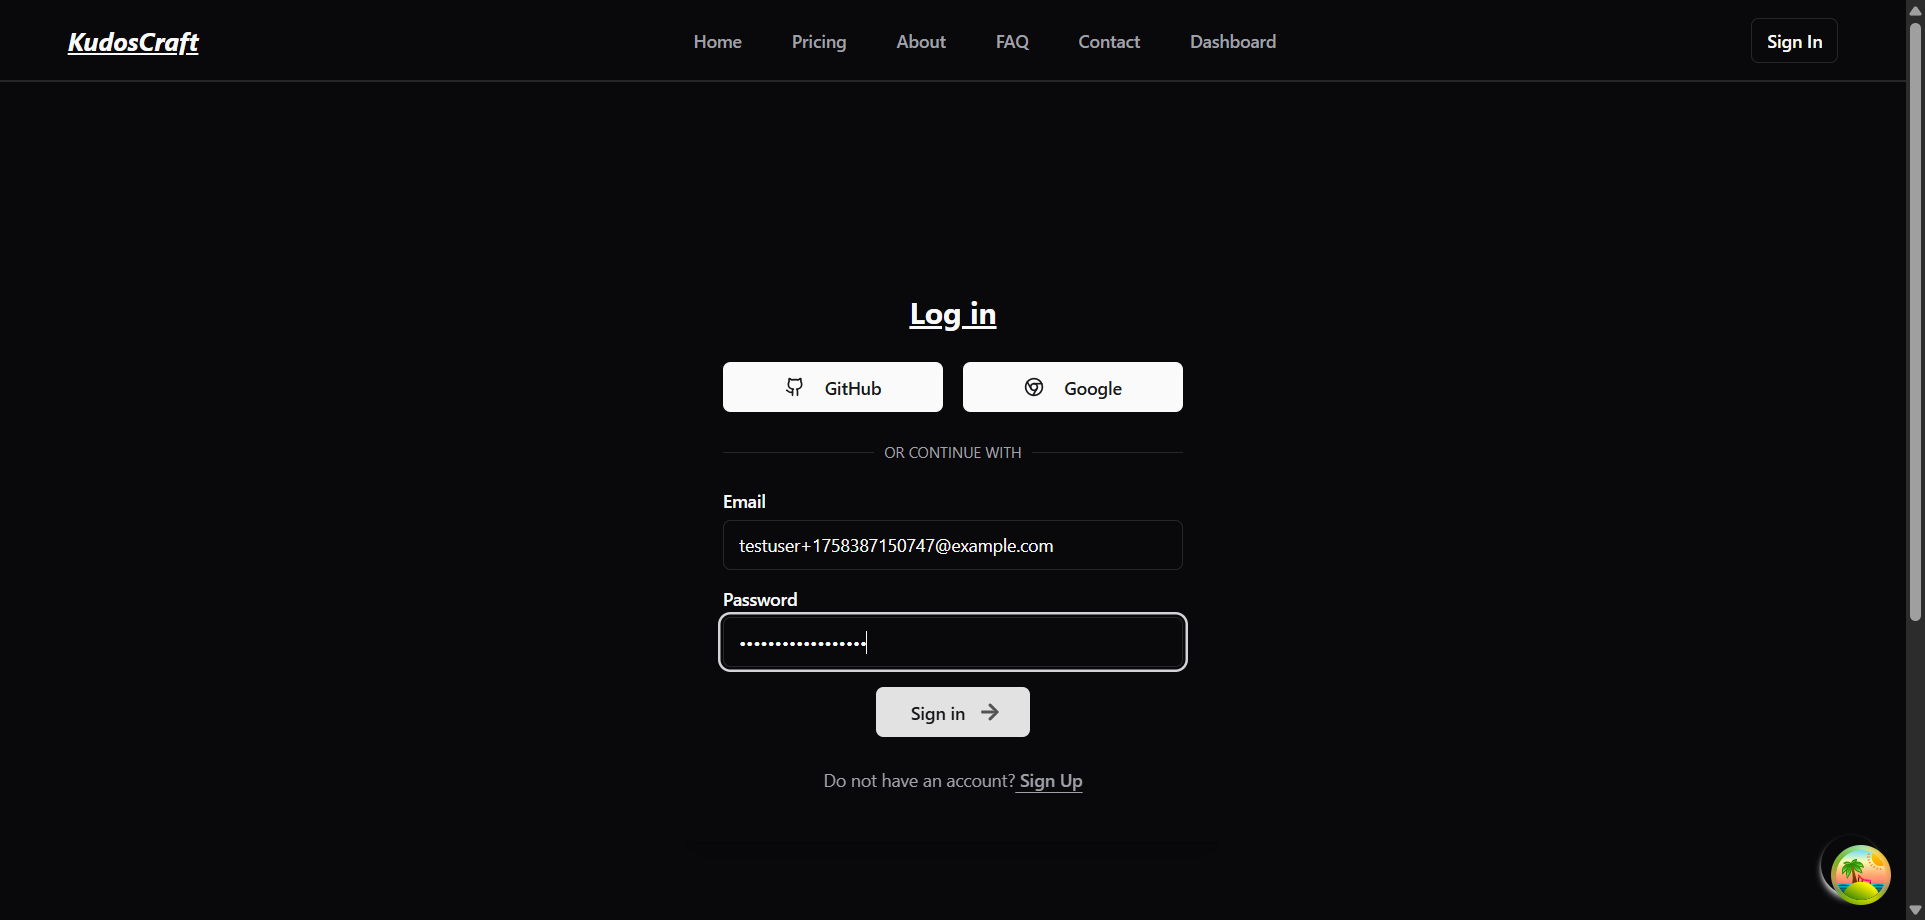 KudosCraft
Home Pricing About FAQ Contact Dashboard
Sign In
Log in
GitHub Google
OR CONTINUE WITH
Email
testuser+1758387150747@example.com
Password
••••••••••••••••••
Sign in
Do not have an account? Sign Up